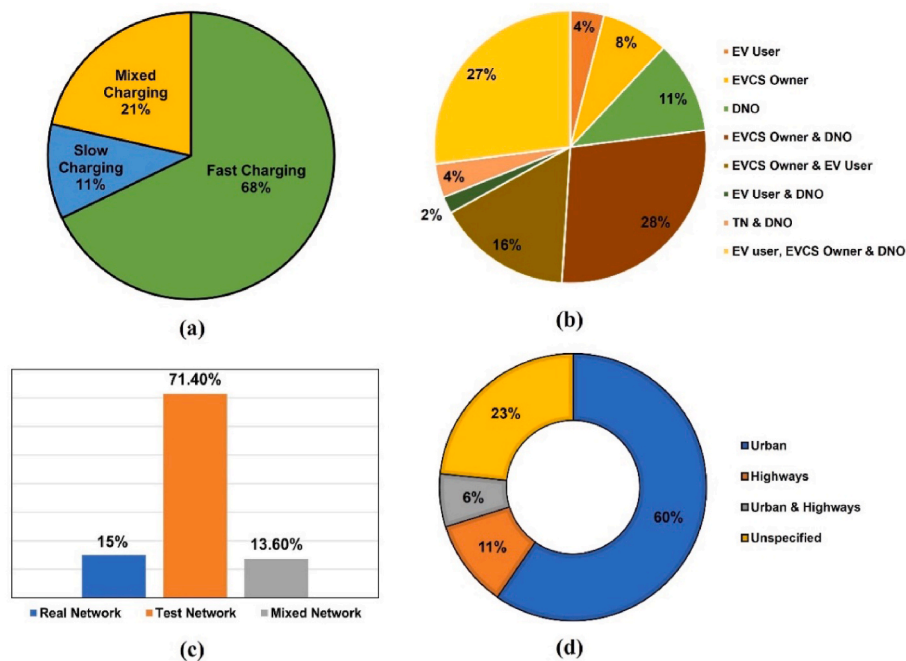 Mixed
Charging
21%
Slow
Charging
11%
Fast Charging
68%
(a)
4%
8%
11%
28%
16%
2%
4%
27%
EV User
EVCS Owner
DNO
EVCS Owner & DNO
EVCS Owner & EV User
EV User & DNO
TN & DNO
EV user, EVCS Owner & DNO
(b)
15%
71.40%
13.60%
Real Network
Test Network
Mixed Network
(c)
23%
6%
11%
60%
Urban
Highways
Urban & Highways
Unspecified
(d)